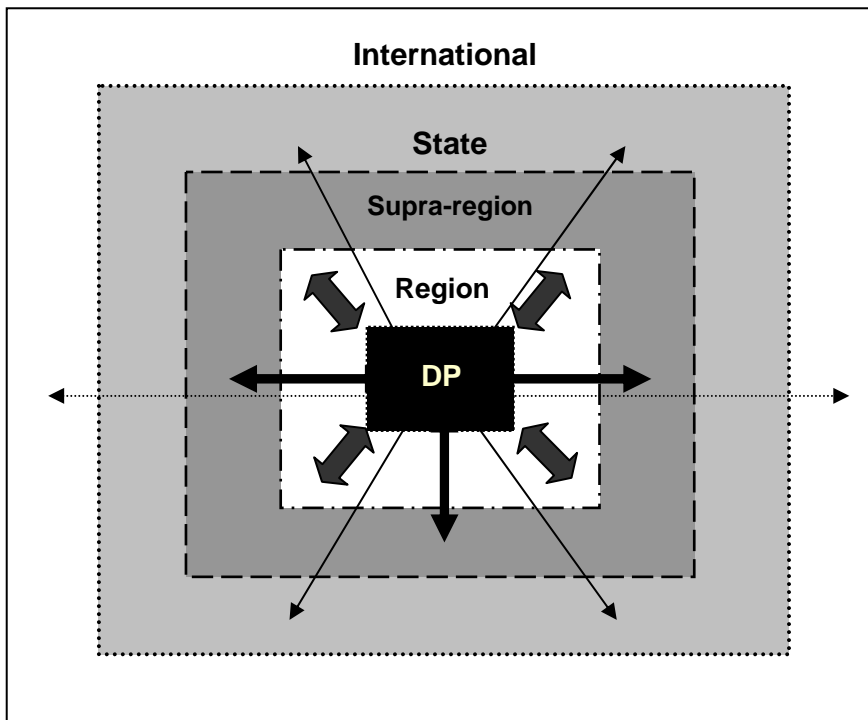 International
State
Supra-region
Region
DP